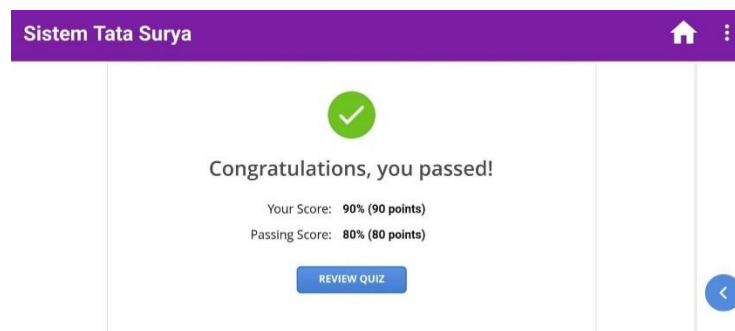 Sistem Tata Surya
Congratulations, you passed!
Your Score: 90% (90 points)
Passing Score: 80% (80 points)
REVIEW QUIZ